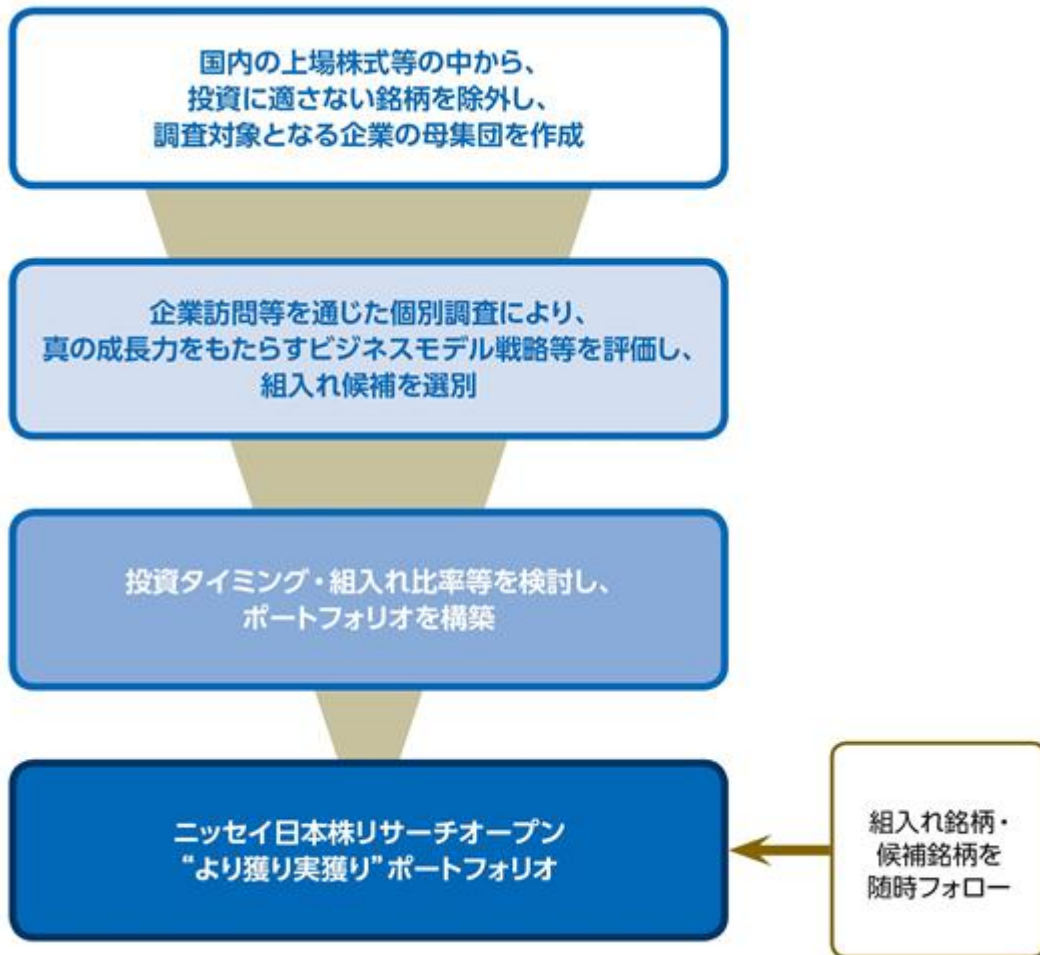 国内の上場株式等の中から、
投資に適さない銘柄を除外し、
調査対象となる企業の母集団を作成
企業訪問等を通じた個別調査により、
真の成長力をもたらすビジネスモデル戦略等を評価し、
組入れ候補を選別
投資タイミング・組入れ比率等を検討し、
ポートフォリオを構築
ニッセイ日本株リサーチオープン
“より獲り実獲り”ポートフォリオ
組入れ銘柄・
候補銘柄を
随時フォロー